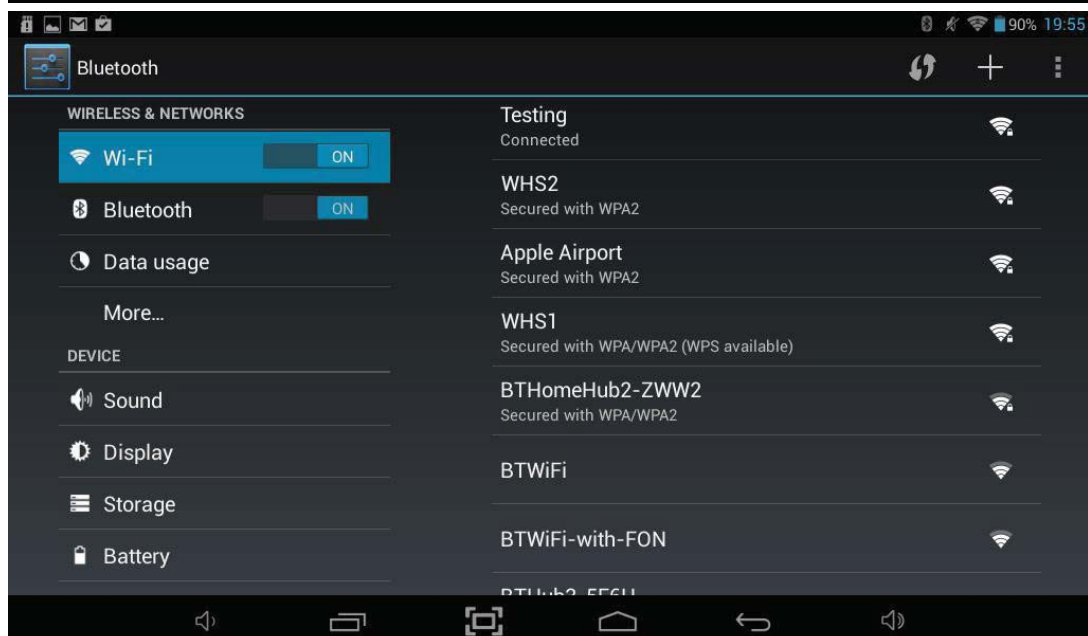 90% 19:55
Bluetooth
WIRELESS & NETWORKS
Wi-Fi ON
Bluetooth ON
Data usage
More...
DEVICE
Sound
Display
Storage
Battery
Testing
Connected
WHS2
Secured with WPA2
Apple Airport
Secured with WPA2
WHS1
Secured with WPA/WPA2 (WPS available)
BTHomeHub2-ZWW2
Secured with WPA/WPA2
BTWiFi
BTWiFi-with-FON